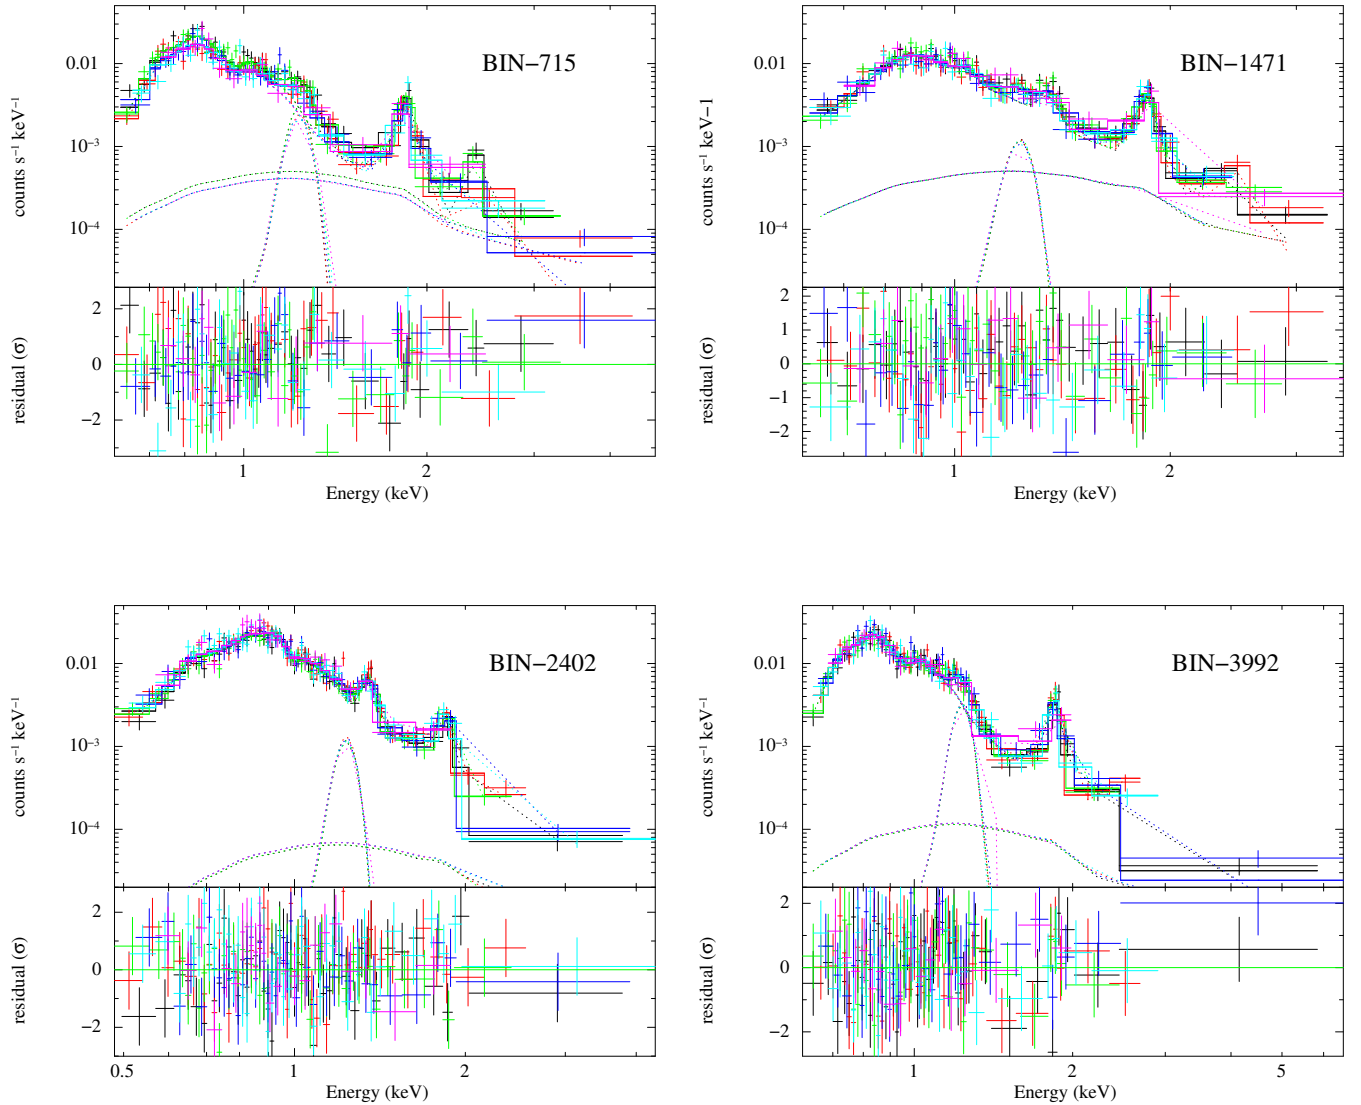 BIN−715
counts s⁻¹ keV⁻¹
0.01
10⁻³
10⁻⁴
residual (σ)
2
0
−2
1
2
Energy (keV)
BIN−1471
counts s⁻¹ keV−1
0.01
10⁻³
10⁻⁴
residual (σ)
2
1
0
−1
−2
1
2
Energy (keV)
BIN−2402
counts s⁻¹ keV⁻¹
0.01
10⁻³
10⁻⁴
residual (σ)
2
0
−2
0.5
1
2
Energy (keV)
BIN−3992
counts s⁻¹ keV⁻¹
0.01
10⁻³
10⁻⁴
residual (σ)
2
0
−2
1
2
5
Energy (keV)